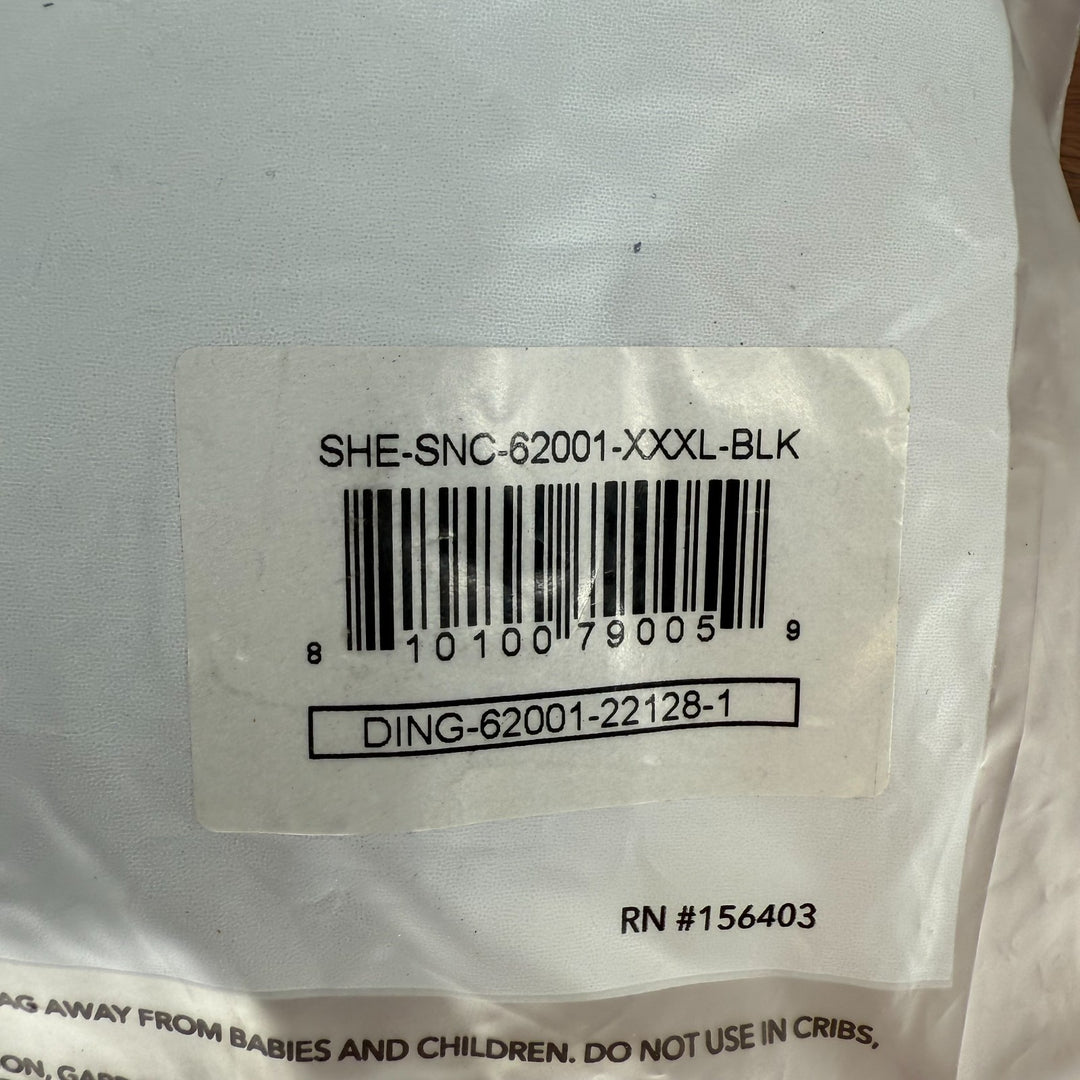 SHE-SNC-62001-XXXL-BLK
8 10100 79005 9
DING-62001-22128-1
RN #156403
AWAY FROM BABIES AND CHILDREN. DO NOT USE IN CRIBS,